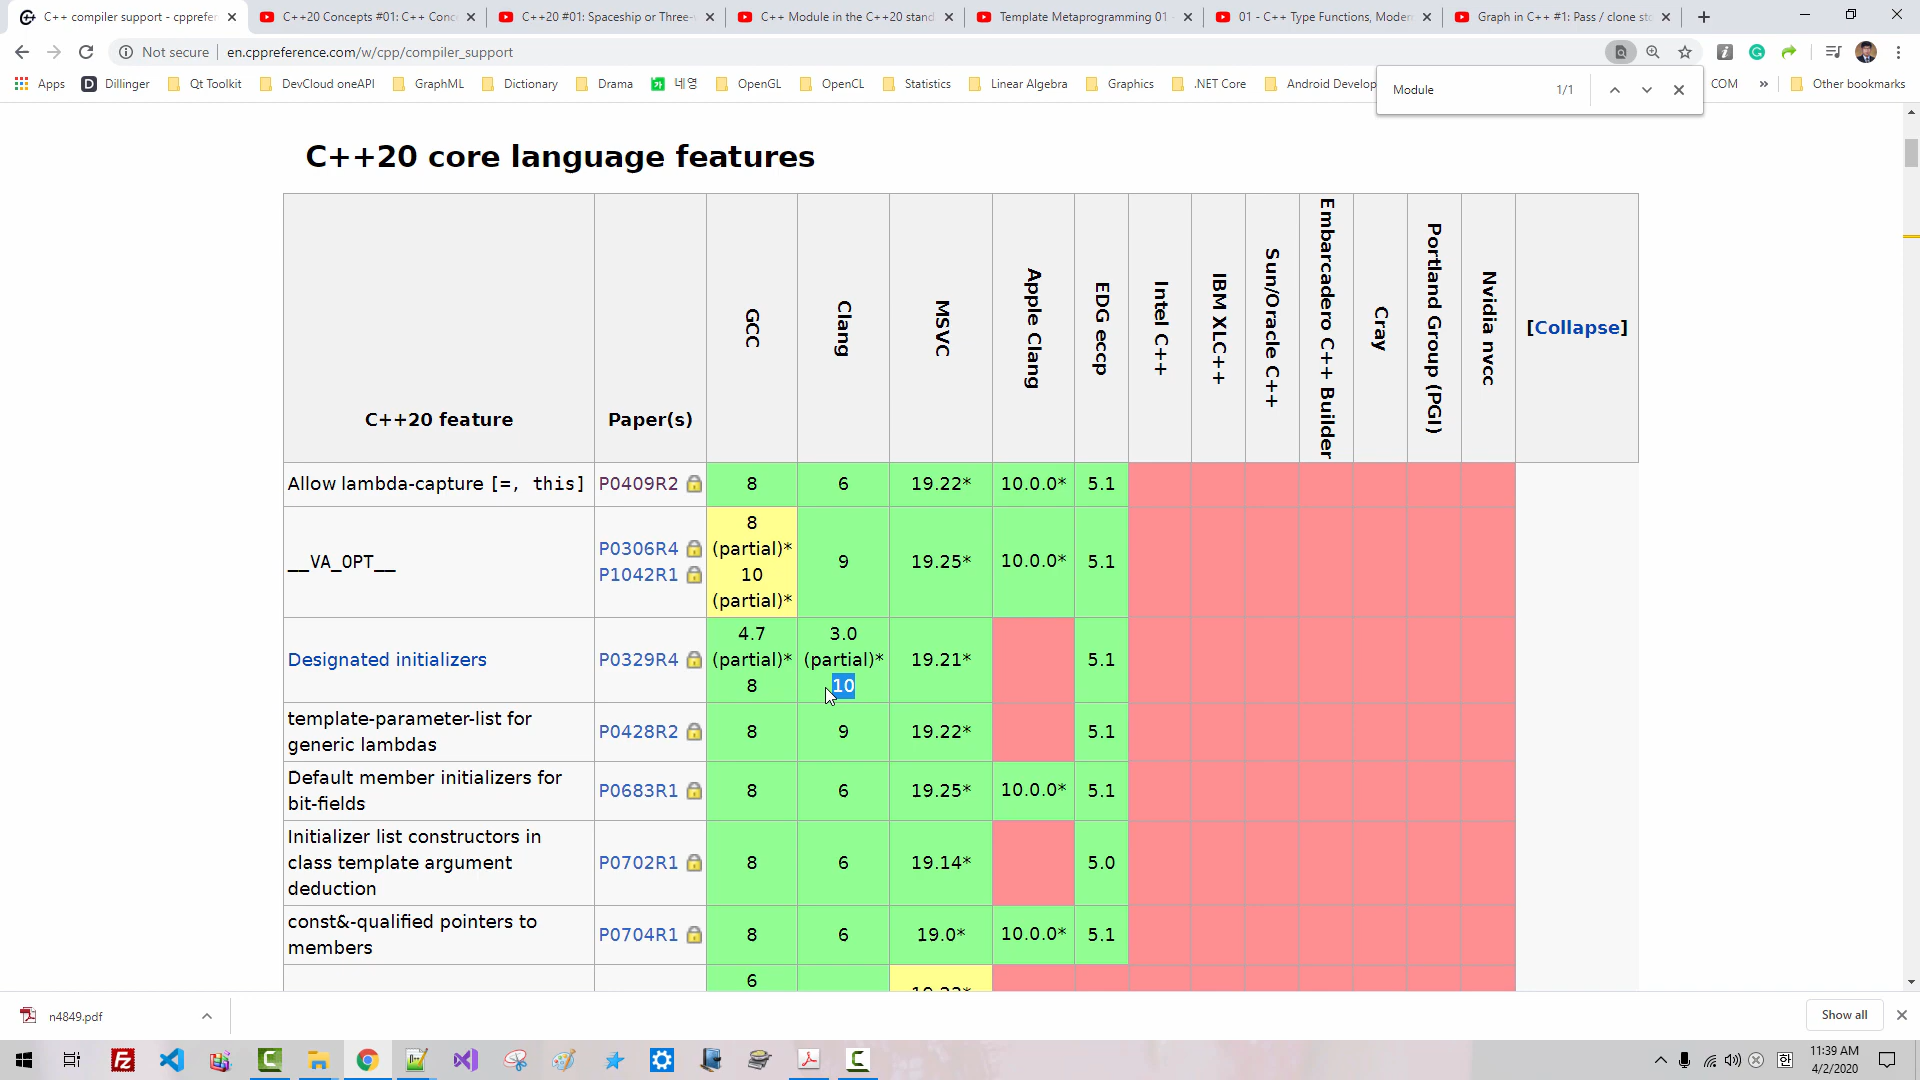 C++ compiler support - cpprefer
C++20 Concepts #01: C++ Conc
C++20 #01: Spaceship or Three-
C++ Module in the C++20 stand
Template Metaprogramming 01
01 - C++ Type Functions, Modern
Graph in C++ #1: Pass / clone st
Not secure
en.cppreference.com/w/cpp/compiler_support
Apps
Dillinger
Qt Toolkit
DevCloud oneAPI
GraphML
Dictionary
Drama
네영
OpenGL
OpenCL
Statistics
Linear Algebra
Graphics
.NET Core
Android Develop
COM
»
Other bookmarks
Module
1/1
C++20 core language features
C++20 feature
Paper(s)
GCC
Clang
MSVC
Apple Clang
EDG eccp
Intel C++
IBM XLC++
Sun/Oracle C++
Embarcadero C++ Builder
Cray
Portland Group (PGI)
Nvidia nvcc
[Collapse]
Allow lambda-capture [=, this]
P0409R2
8
6
19.22*
10.0.0*
5.1
__VA_OPT__
P0306R4
P1042R1
8
(partial)*
10
(partial)*
9
19.25*
10.0.0*
5.1
Designated initializers
P0329R4
4.7
(partial)*
8
3.0
(partial)*
10
19.21*
5.1
template-parameter-list for
generic lambdas
P0428R2
8
9
19.22*
5.1
Default member initializers for
bit-fields
P0683R1
8
6
19.25*
10.0.0*
5.1
Initializer list constructors in
class template argument
deduction
P0702R1
8
6
19.14*
5.0
const&-qualified pointers to
members
P0704R1
8
6
19.0*
10.0.0*
5.1
6
n4849.pdf
Show all
한
11:39 AM
4/2/2020